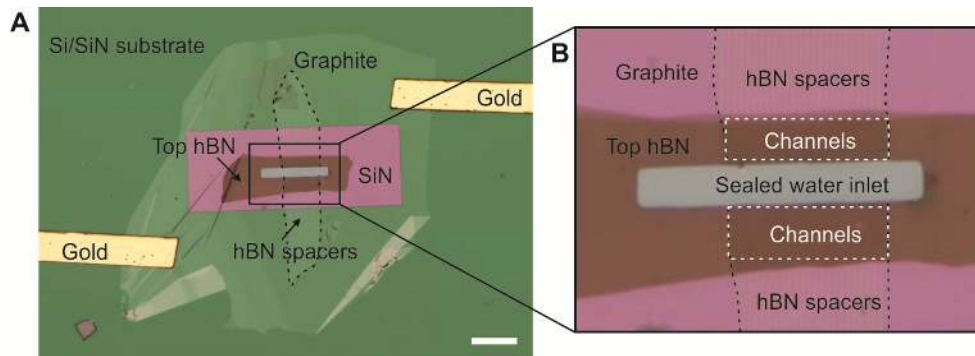 A
Si/SiN substrate
Graphite
Gold
Top hBN
SiN
hBN spacers
Gold
B
Graphite
hBN spacers
Channels
Top hBN
Sealed water inlet
Channels
hBN spacers